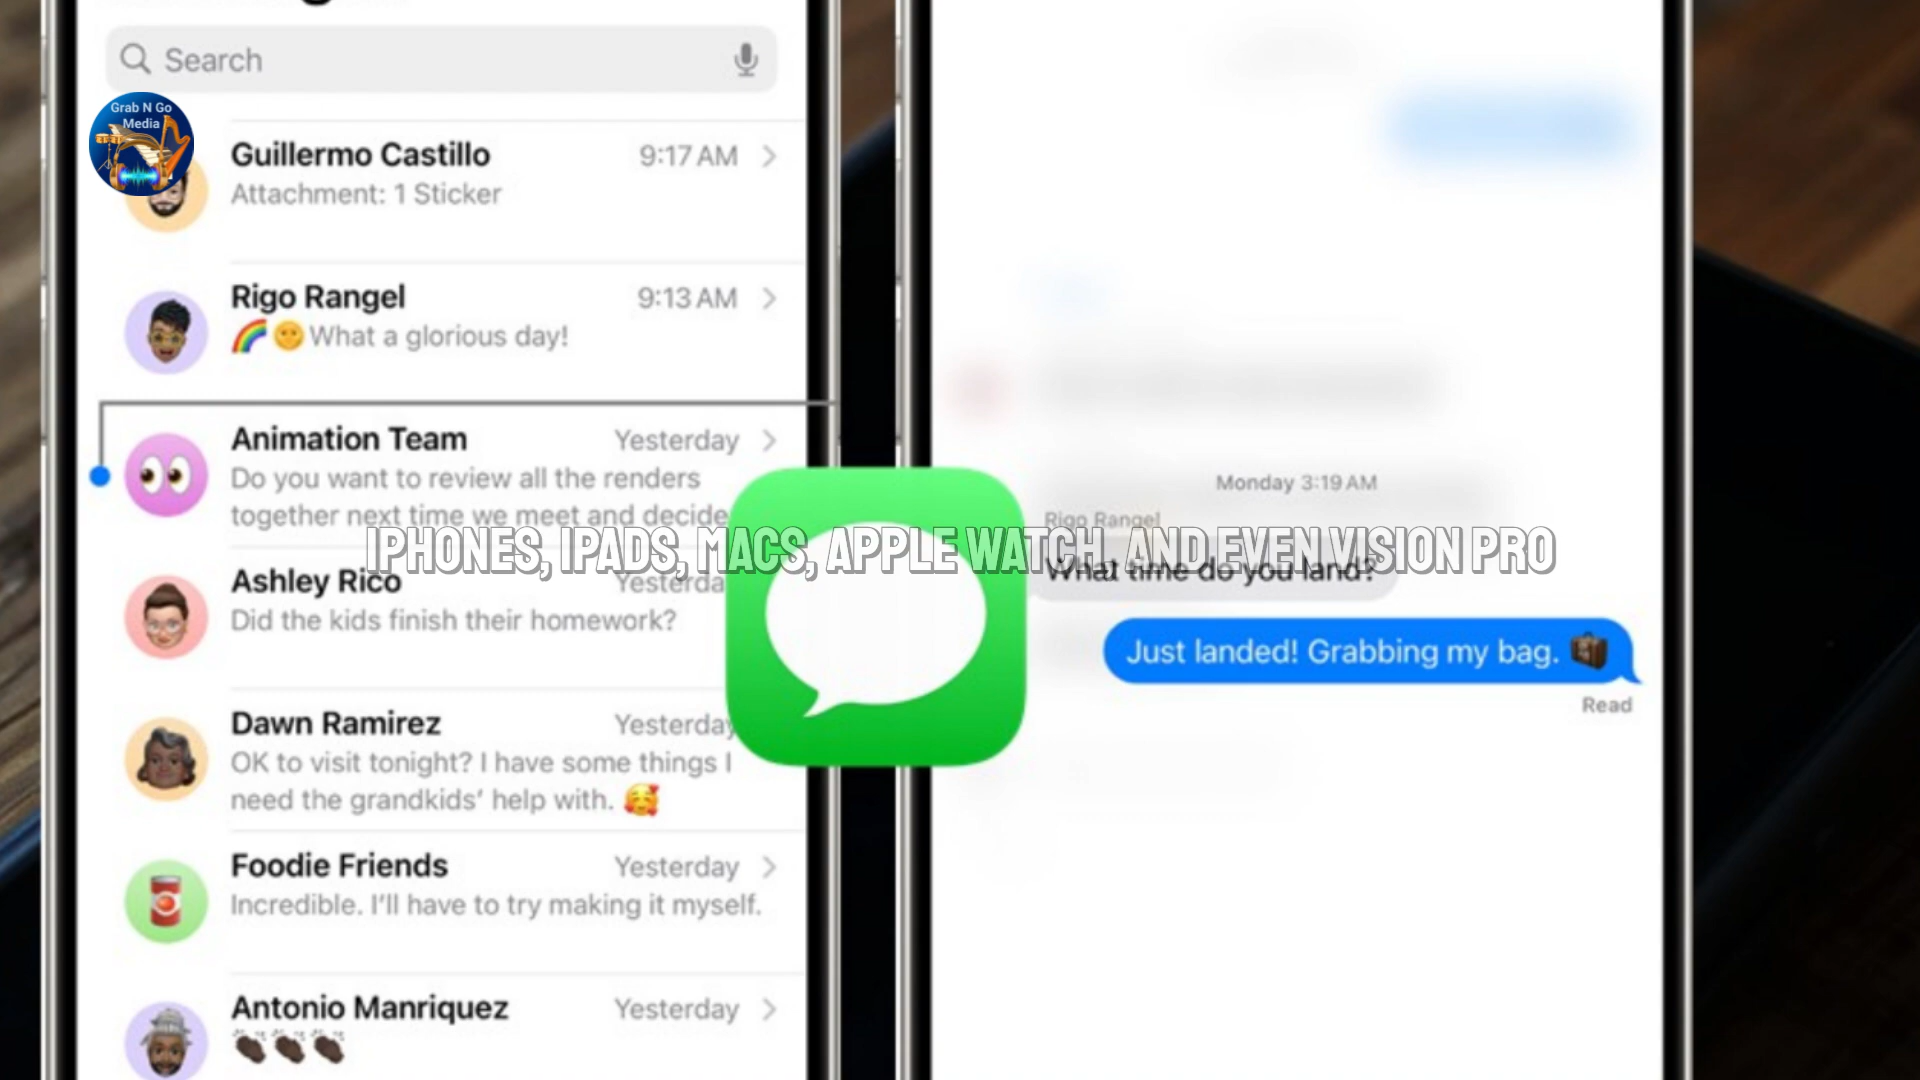 Search
Grab N Go
Media
Guillermo Castillo
9:17 AM
Attachment: 1 Sticker
Rigo Rangel
9:13 AM
🌈🌞What a glorious day!
Animation Team
Yesterday
Do you want to review all the renders
together next time we meet and decide
Ashley Rico
Yesterda
Did the kids finish their homework?
Dawn Ramirez
Yesterday
OK to visit tonight? I have some things I
need the grandkids' help with. 🥰
Foodie Friends
Yesterday
Incredible. I'll have to try making it myself.
Antonio Manriquez
Yesterday
👏🏿👏🏿👏🏿
IPHONES, IPADS, MACS, APPLE WATCH, AND EVEN VISION PRO
Monday 3:19 AM
Rigo Rangel
What time do you land?
Just landed! Grabbing my bag. 🧳
Read